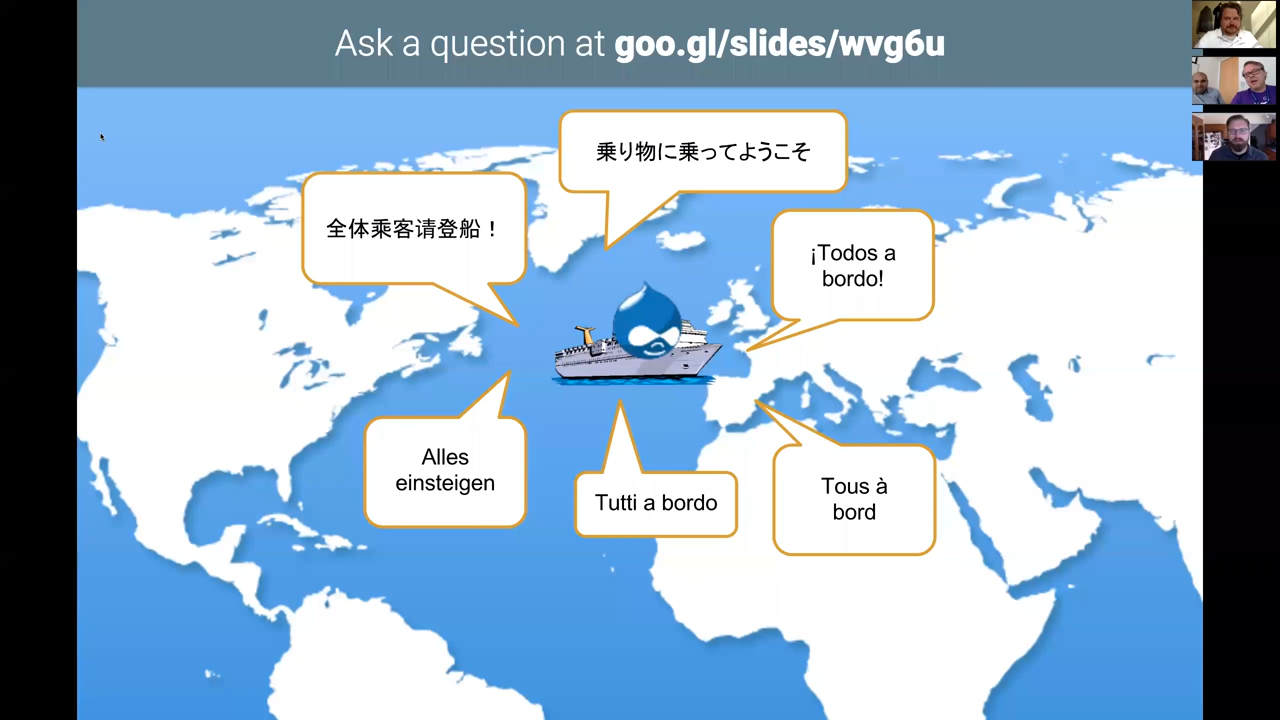 Ask a question at goo.gl/slides/wvg6u
乗り物に乗ってようこそ
全体乘客请登船！
¡Todos a
bordo!
Alles
einsteigen
Tutti a bordo
Tous à
bord